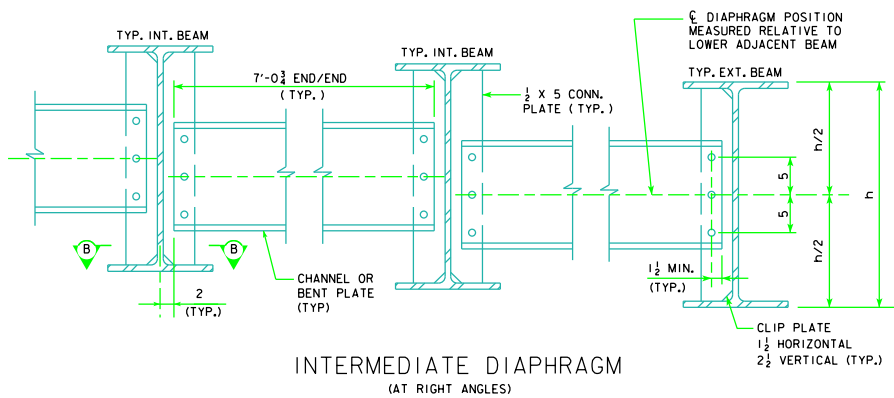 ℄ DIAPHRAGM POSITION
MEASURED RELATIVE TO
LOWER ADJACENT BEAM
TYP. INT. BEAM
TYP. INT. BEAM
7'-0¾ END/END
(TYP.)
TYP. EXT. BEAM
½ X 5 CONN.
PLATE (TYP.)
h/2
5
h
5
h/2
B
B
CHANNEL OR
BENT PLATE
(TYP)
1½ MIN.
(TYP.)
2
(TYP.)
CLIP PLATE
1½ HORIZONTAL
2½ VERTICAL (TYP.)
INTERMEDIATE DIAPHRAGM
(AT RIGHT ANGLES)